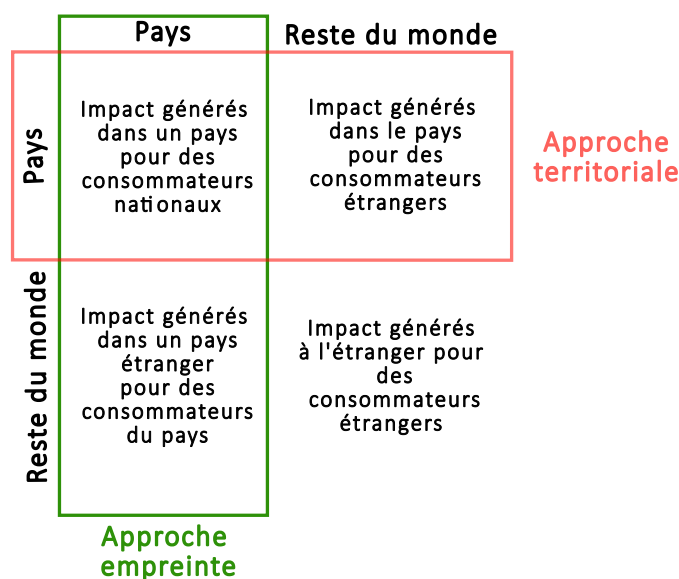 Pays
Reste du monde
Pays
Impact générés
dans un pays
pour des
consommateurs
nationaux
Impact générés
dans le pays
pour des
consommateurs
étrangers
Approche
territoriale
Reste du monde
Impact générés
dans un pays
étranger
pour des
consommateurs
du pays
Impact générés
à l'étranger pour
des
consommateurs
étrangers
Approche
empreinte